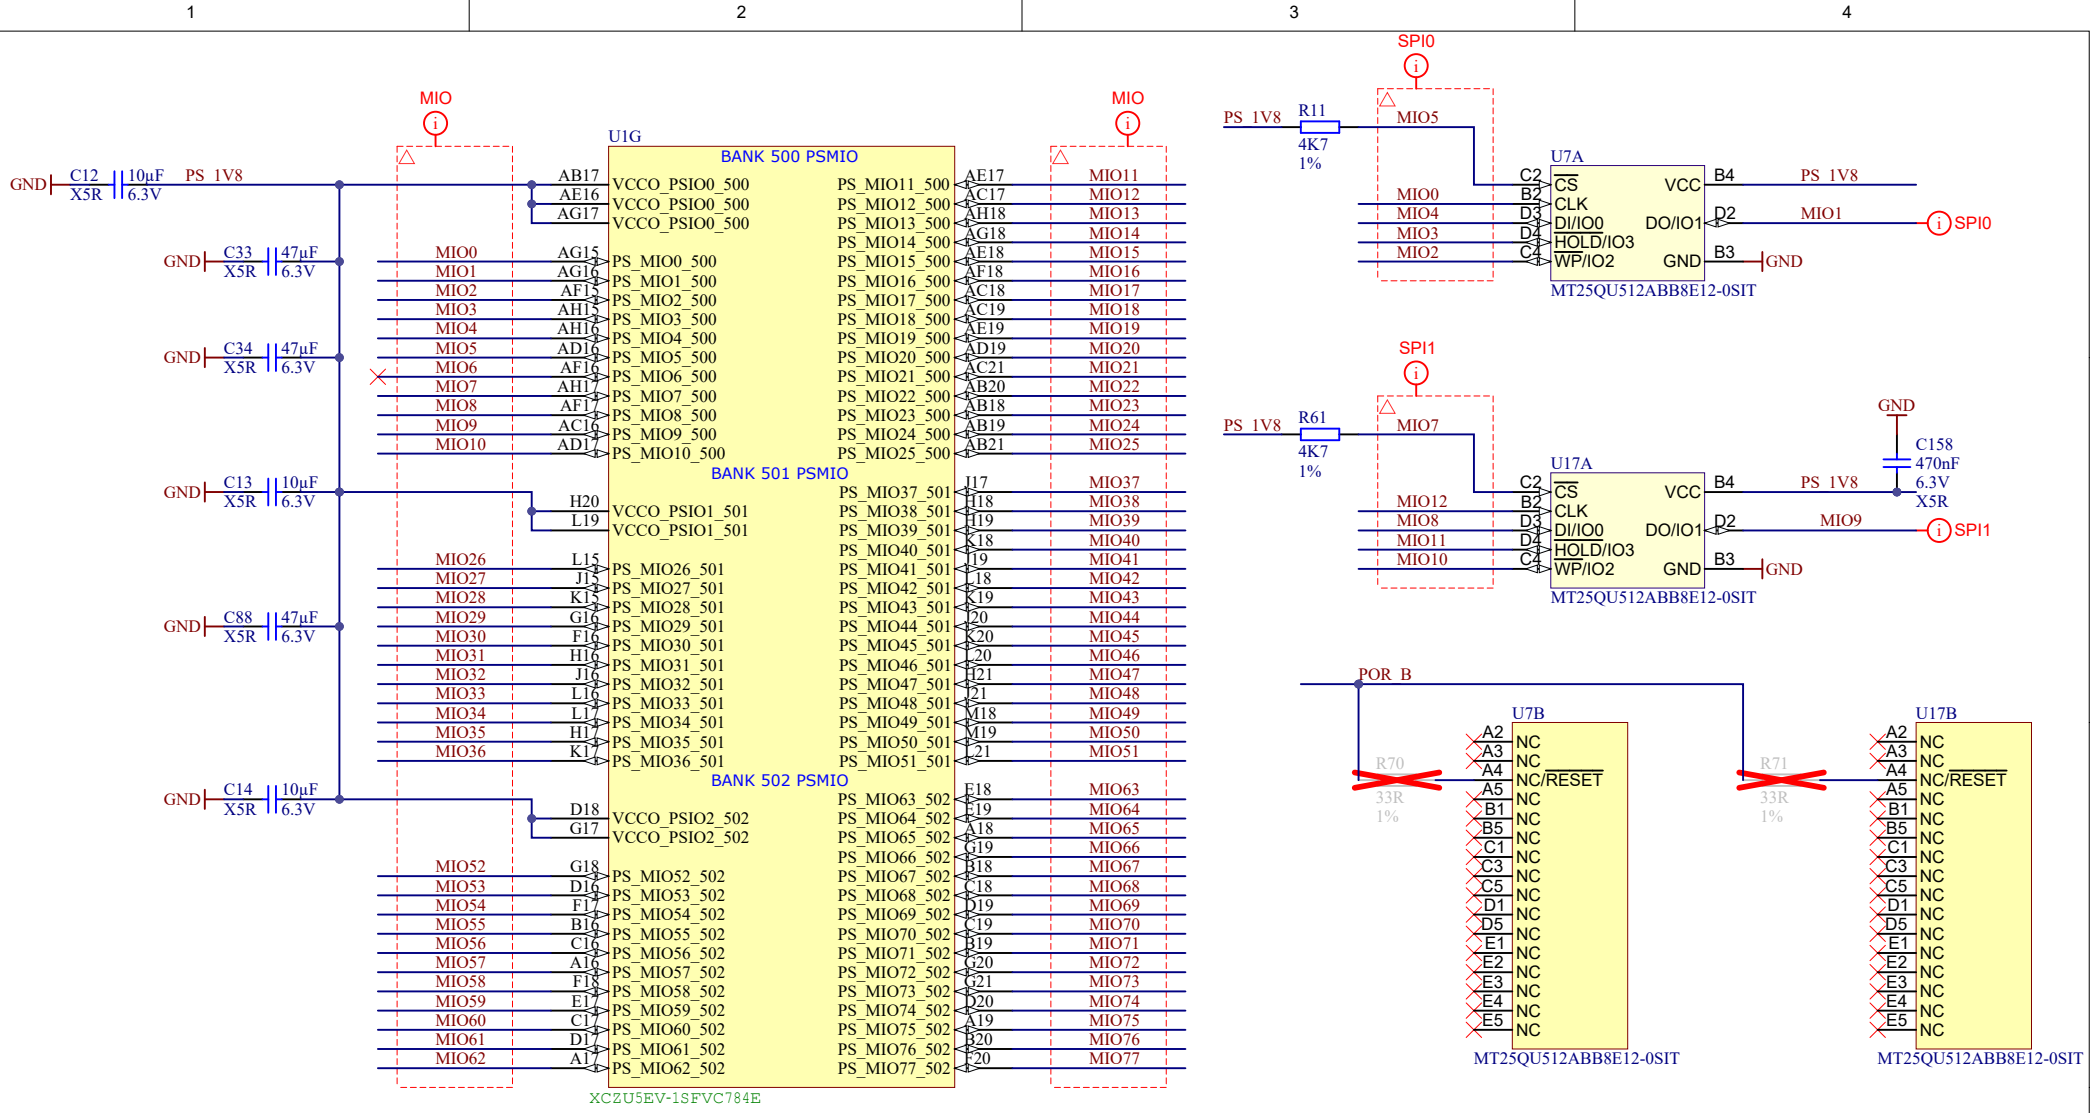 1 2 3 4
MIO
MIO
SPI0
U1G
BANK 500 PSMIO
GND C12 10µF PS_1V8
X5R 6.3V
GND C33 47µF
X5R 6.3V
GND C34 47µF
X5R 6.3V
GND C13 10µF
X5R 6.3V
GND C88 47µF
X5R 6.3V
GND C14 10µF
X5R 6.3V
AB17 VCCO_PSIO0_500
AE16 VCCO_PSIO0_500
AG17 VCCO_PSIO0_500
MIO0 AG15 PS_MIO0_500
MIO1 AG16 PS_MIO1_500
MIO2 AF15 PS_MIO2_500
MIO3 AH15 PS_MIO3_500
MIO4 AH16 PS_MIO4_500
MIO5 AD16 PS_MIO5_500
MIO6 AF16 PS_MIO6_500
MIO7 AH17 PS_MIO7_500
MIO8 AF17 PS_MIO8_500
MIO9 AC16 PS_MIO9_500
MIO10 AD17 PS_MIO10_500
PS_MIO11_500 AE17 MIO11
PS_MIO12_500 AC17 MIO12
PS_MIO13_500 AH18 MIO13
PS_MIO14_500 AG18 MIO14
PS_MIO15_500 AE18 MIO15
PS_MIO16_500 AF18 MIO16
PS_MIO17_500 AC18 MIO17
PS_MIO18_500 AC19 MIO18
PS_MIO19_500 AE19 MIO19
PS_MIO20_500 AD19 MIO20
PS_MIO21_500 AC21 MIO21
PS_MIO22_500 AB20 MIO22
PS_MIO23_500 AB18 MIO23
PS_MIO24_500 AB19 MIO24
PS_MIO25_500 AB21 MIO25
BANK 501 PSMIO
H20 VCCO_PSIO1_501
L19 VCCO_PSIO1_501
MIO26 L15 PS_MIO26_501
MIO27 J15 PS_MIO27_501
MIO28 K15 PS_MIO28_501
MIO29 G16 PS_MIO29_501
MIO30 F16 PS_MIO30_501
MIO31 H16 PS_MIO31_501
MIO32 J16 PS_MIO32_501
MIO33 L16 PS_MIO33_501
MIO34 L17 PS_MIO34_501
MIO35 H17 PS_MIO35_501
MIO36 K17 PS_MIO36_501
PS_MIO37_501 J17 MIO37
PS_MIO38_501 H18 MIO38
PS_MIO39_501 H19 MIO39
PS_MIO40_501 K18 MIO40
PS_MIO41_501 J19 MIO41
PS_MIO42_501 L18 MIO42
PS_MIO43_501 K19 MIO43
PS_MIO44_501 J20 MIO44
PS_MIO45_501 K20 MIO45
PS_MIO46_501 L20 MIO46
PS_MIO47_501 H21 MIO47
PS_MIO48_501 J21 MIO48
PS_MIO49_501 M18 MIO49
PS_MIO50_501 M19 MIO50
PS_MIO51_501 L21 MIO51
BANK 502 PSMIO
D18 VCCO_PSIO2_502
G17 VCCO_PSIO2_502
MIO52 G18 PS_MIO52_502
MIO53 D16 PS_MIO53_502
MIO54 F17 PS_MIO54_502
MIO55 B16 PS_MIO55_502
MIO56 C16 PS_MIO56_502
MIO57 A16 PS_MIO57_502
MIO58 F18 PS_MIO58_502
MIO59 E17 PS_MIO59_502
MIO60 C17 PS_MIO60_502
MIO61 D17 PS_MIO61_502
MIO62 A17 PS_MIO62_502
PS_MIO63_502 E18 MIO63
PS_MIO64_502 E19 MIO64
PS_MIO65_502 A18 MIO65
PS_MIO66_502 G19 MIO66
PS_MIO67_502 B18 MIO67
PS_MIO68_502 C18 MIO68
PS_MIO69_502 D19 MIO69
PS_MIO70_502 C19 MIO70
PS_MIO71_502 B19 MIO71
PS_MIO72_502 G20 MIO72
PS_MIO73_502 G21 MIO73
PS_MIO74_502 D20 MIO74
PS_MIO75_502 A19 MIO75
PS_MIO76_502 B20 MIO76
PS_MIO77_502 F20 MIO77
XCZU5EV-1SFVC784E
PS_1V8 R11 MIO5
4K7
1%
U7A
C2 CS VCC B4 PS_1V8
MIO0 B2 CLK
MIO4 D3 DI/IO0 DO/IO1 D2 MIO1 SPI0
MIO3 D4 HOLD/IO3
MIO2 C4 WP/IO2 GND B3 GND
MT25QU512ABB8E12-0SIT
SPI1
PS_1V8 R61 MIO7
4K7
1%
GND
C158
470nF
6.3V
X5R
U17A
C2 CS VCC B4 PS_1V8
MIO12 B2 CLK
MIO8 D3 DI/IO0 DO/IO1 D2 MIO9 SPI1
MIO11 D4 HOLD/IO3
MIO10 C4 WP/IO2 GND B3 GND
MT25QU512ABB8E12-0SIT
POR_B
R70
33R
1%
U7B
A2 NC
A3 NC
A4 NC/RESET
A5 NC
B1 NC
B5 NC
C1 NC
C3 NC
C5 NC
D1 NC
D5 NC
E1 NC
E2 NC
E3 NC
E4 NC
E5 NC
MT25QU512ABB8E12-0SIT
R71
33R
1%
U17B
A2 NC
A3 NC
A4 NC/RESET
A5 NC
B1 NC
B5 NC
C1 NC
C3 NC
C5 NC
D1 NC
D5 NC
E1 NC
E2 NC
E3 NC
E4 NC
E5 NC
MT25QU512ABB8E12-0SIT